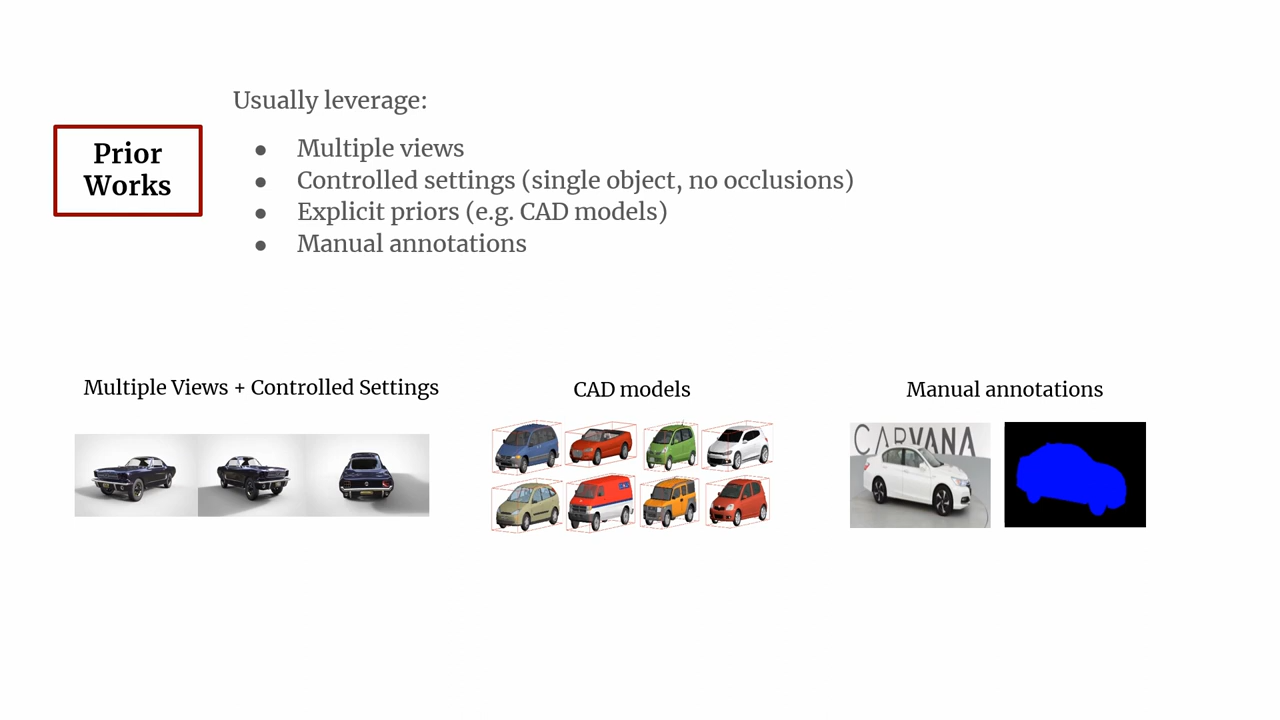 Usually leverage:
Prior
Works
● Multiple views
● Controlled settings (single object, no occlusions)
● Explicit priors (e.g. CAD models)
● Manual annotations
Multiple Views + Controlled Settings
CAD models
Manual annotations
CARVANA